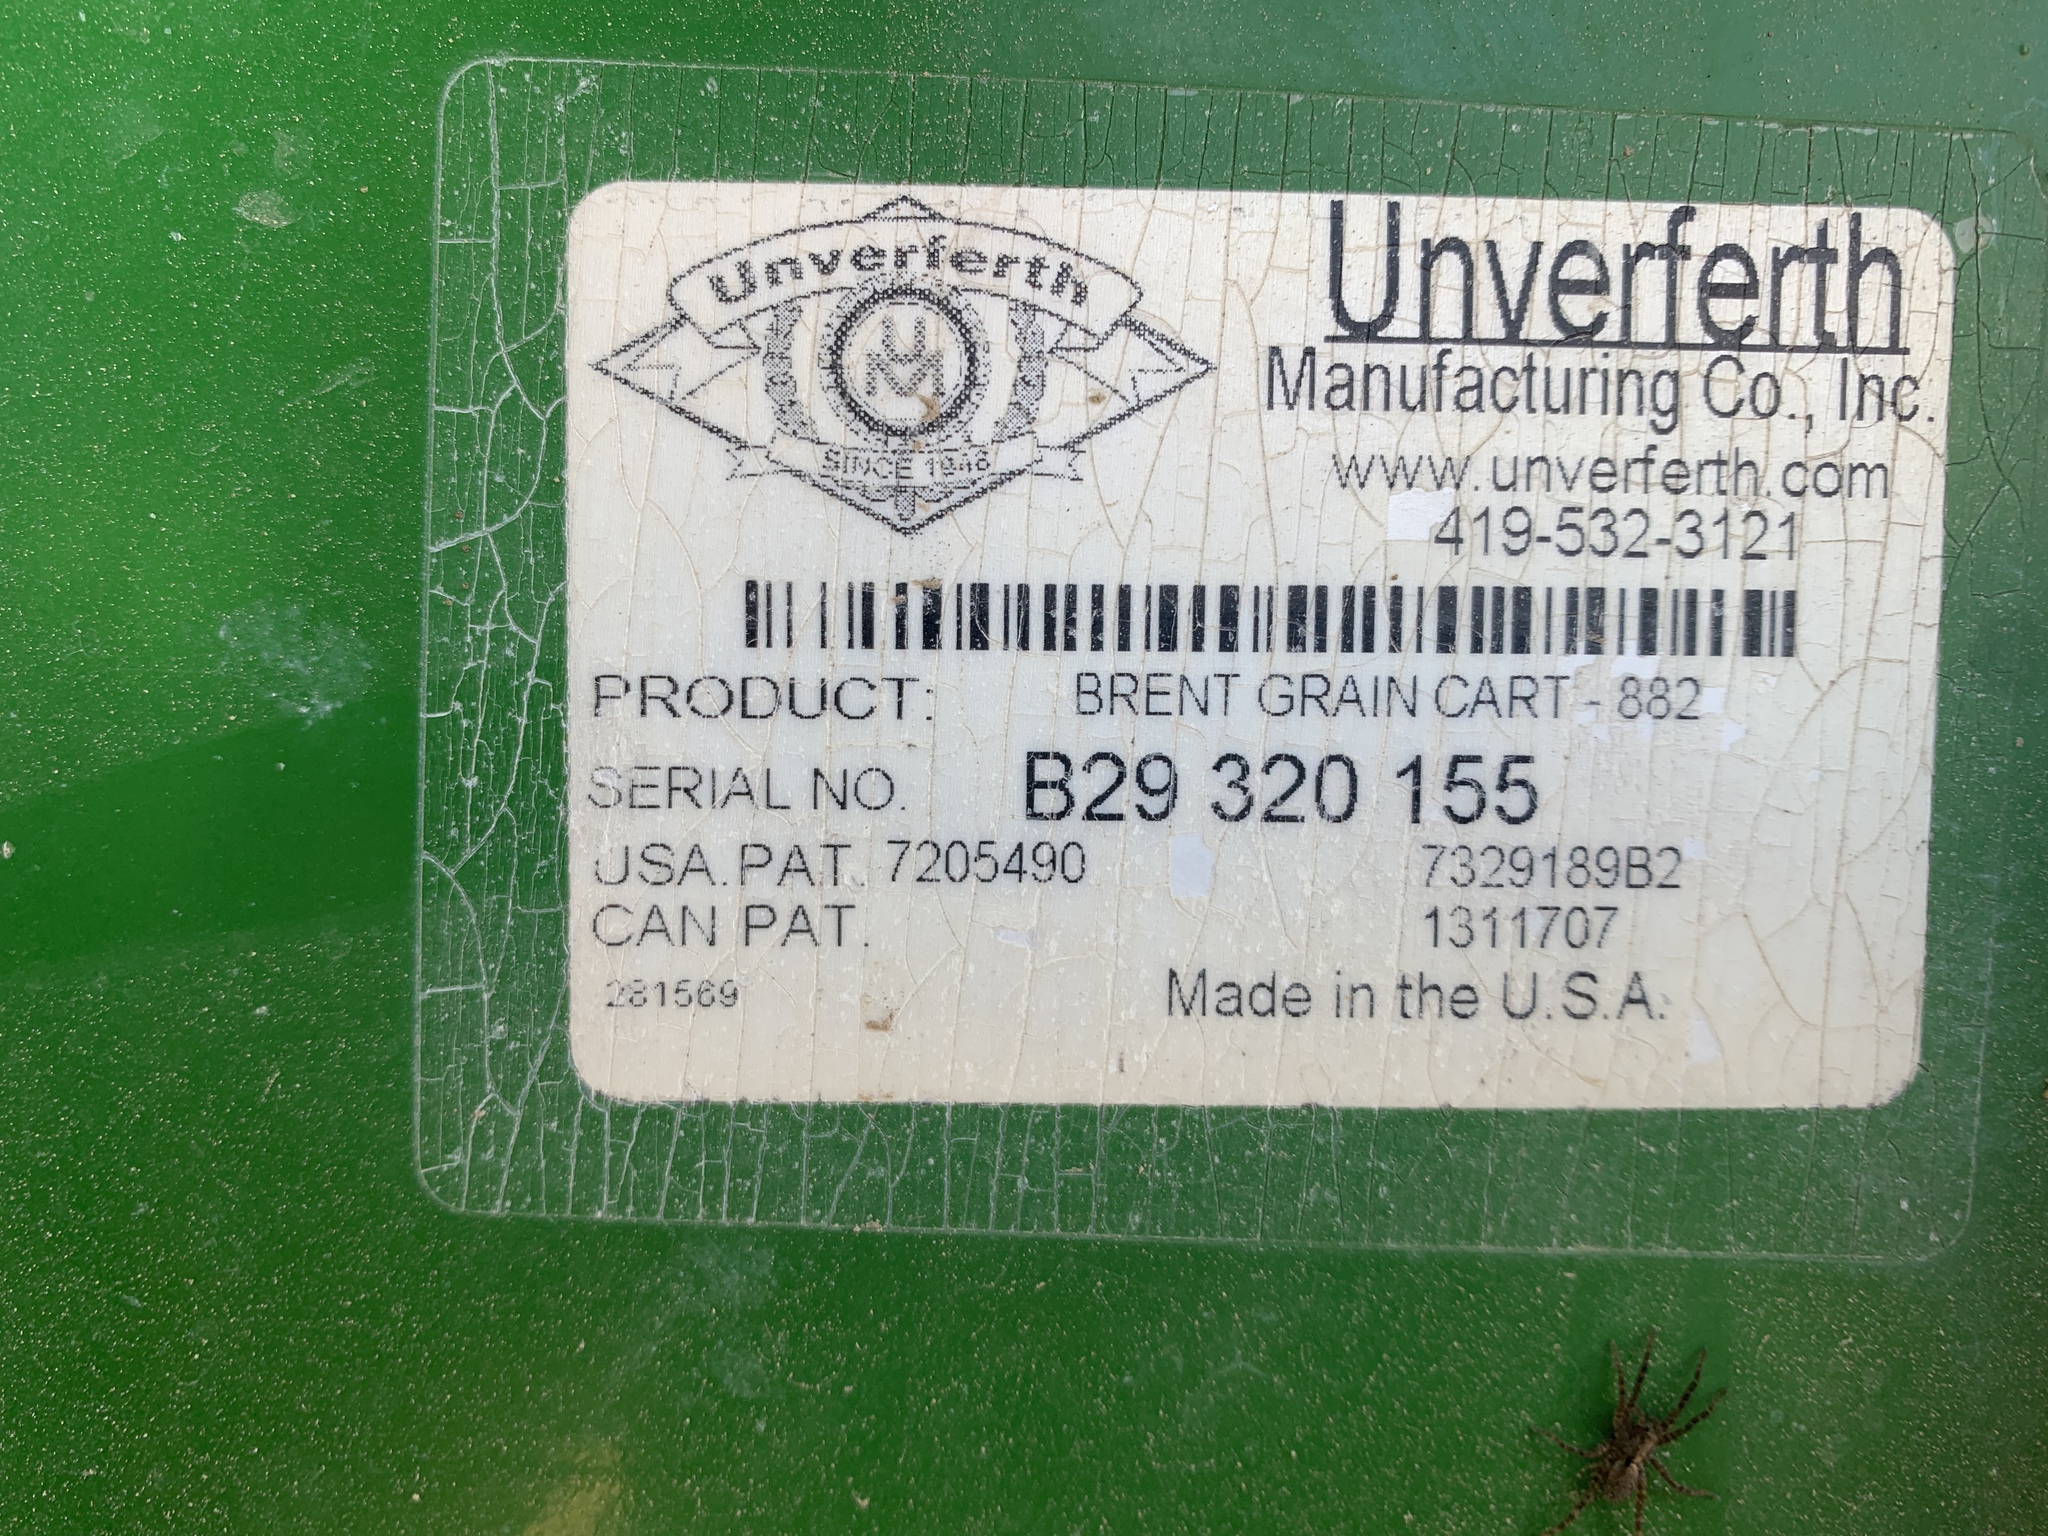 Unverferth
UM
SINCE 1948
Unverferth
Manufacturing Co., Inc.
www.unverferth.com
419-532-3121
PRODUCT: BRENT GRAIN CART - 882
SERIAL NO. B29 320 155
USA. PAT. 7205490 7329189B2
CAN PAT. 1311707
281569 Made in the U.S.A.